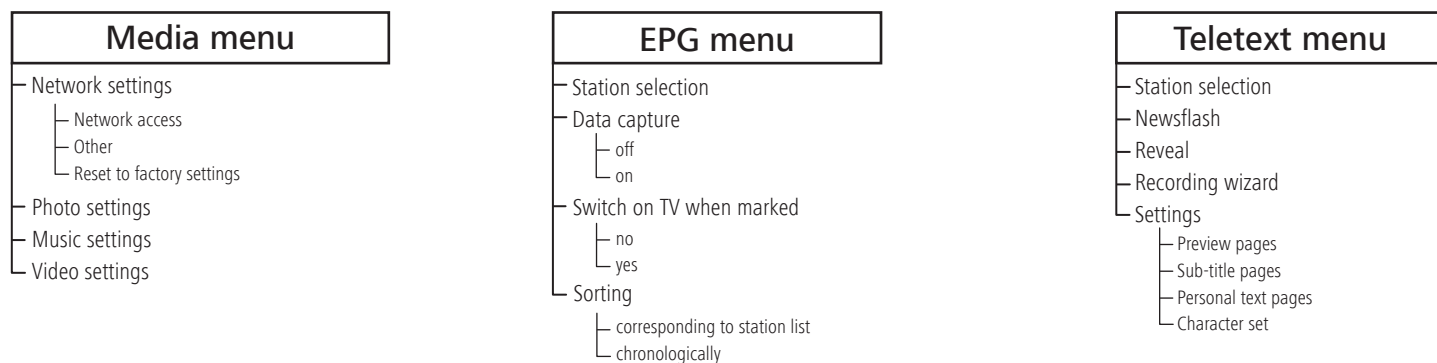 Media menu
Network settings
Network access
Other
Reset to factory settings
Photo settings
Music settings
Video settings
EPG menu
Station selection
Data capture
off
on
Switch on TV when marked
no
yes
Sorting
corresponding to station list
chronologically
Teletext menu
Station selection
Newsflash
Reveal
Recording wizard
Settings
Preview pages
Sub-title pages
Personal text pages
Character set